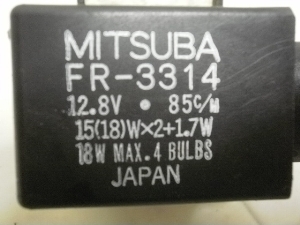 MITSUBA
FR-3314
12.8V • 85c/m
15(18)W×2+1.7W
18W MAX. 4 BULBS
JAPAN